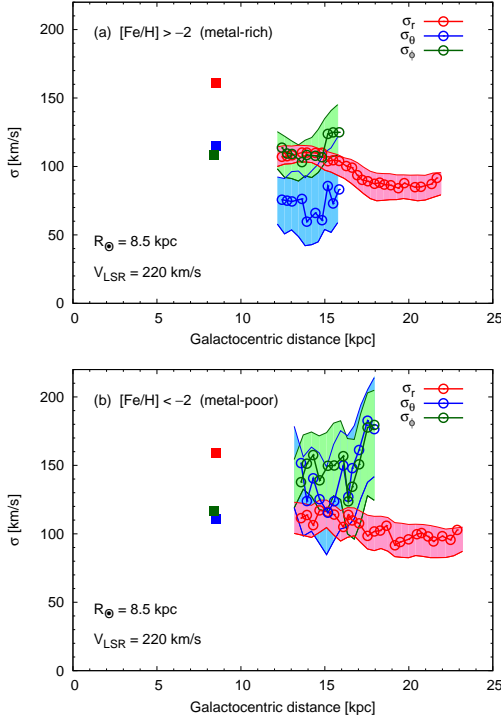 (a) [Fe/H] > −2 (metal-rich)
σr
σθ
σϕ
200
150
100
50
0
σ [km/s]
R⊙ = 8.5 kpc
VLSR = 220 km/s
0 5 10 15 20 25
Galactocentric distance [kpc]
(b) [Fe/H] < −2 (metal-poor)
σr
σθ
σϕ
200
150
100
50
0
σ [km/s]
R⊙ = 8.5 kpc
VLSR = 220 km/s
0 5 10 15 20 25
Galactocentric distance [kpc]